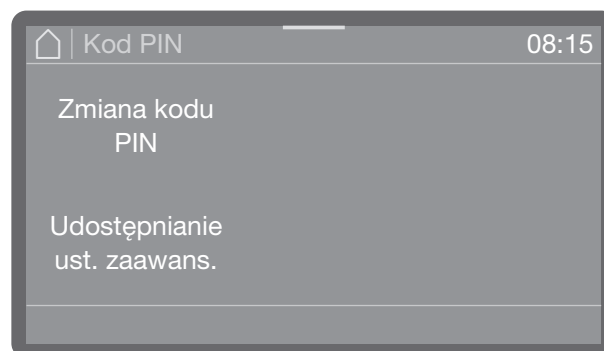 Kod PIN 08:15
Zmiana kodu
PIN
Udostępnianie
ust. zaawans.